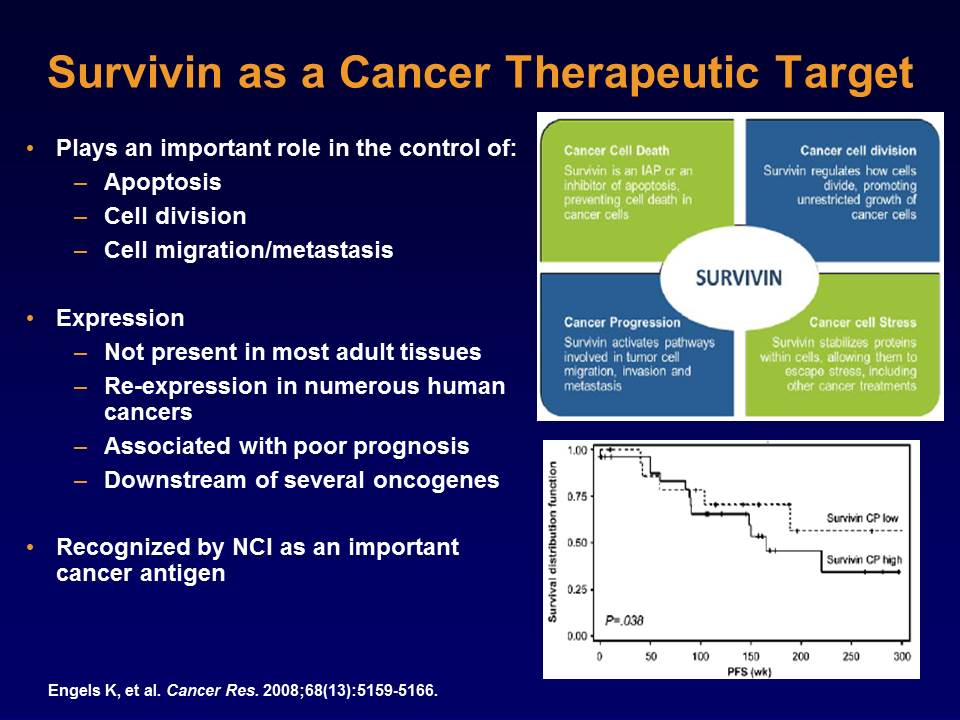 Survivin as a Cancer Therapeutic Target
• Plays an important role in the control of:
– Apoptosis
– Cell division
– Cell migration/metastasis
• Expression
– Not present in most adult tissues
– Re-expression in numerous human
cancers
– Associated with poor prognosis
– Downstream of several oncogenes
• Recognized by NCI as an important
cancer antigen
Cancer Cell Death
Survivin is an IAP or an
inhibitor of apoptosis,
preventing cell death in
cancer cells
Cancer cell division
Survivin regulates how cells
divide, promoting
unrestricted growth of
cancer cells
SURVIVIN
Cancer Progression
Survivin activates pathways
involved in tumor cell
migration, invasion and
metastasis
Cancer cell Stress
Survivin stabilizes proteins
within cells, allowing them to
escape stress, including
other cancer treatments
Survival distribution function
1.00
0.75
0.50
0.25
0.00
Survivin CP low
Survivin CP high
P=.038
0 50 100 150 200 250 300
PFS (wk)
Engels K, et al. Cancer Res. 2008;68(13):5159-5166.